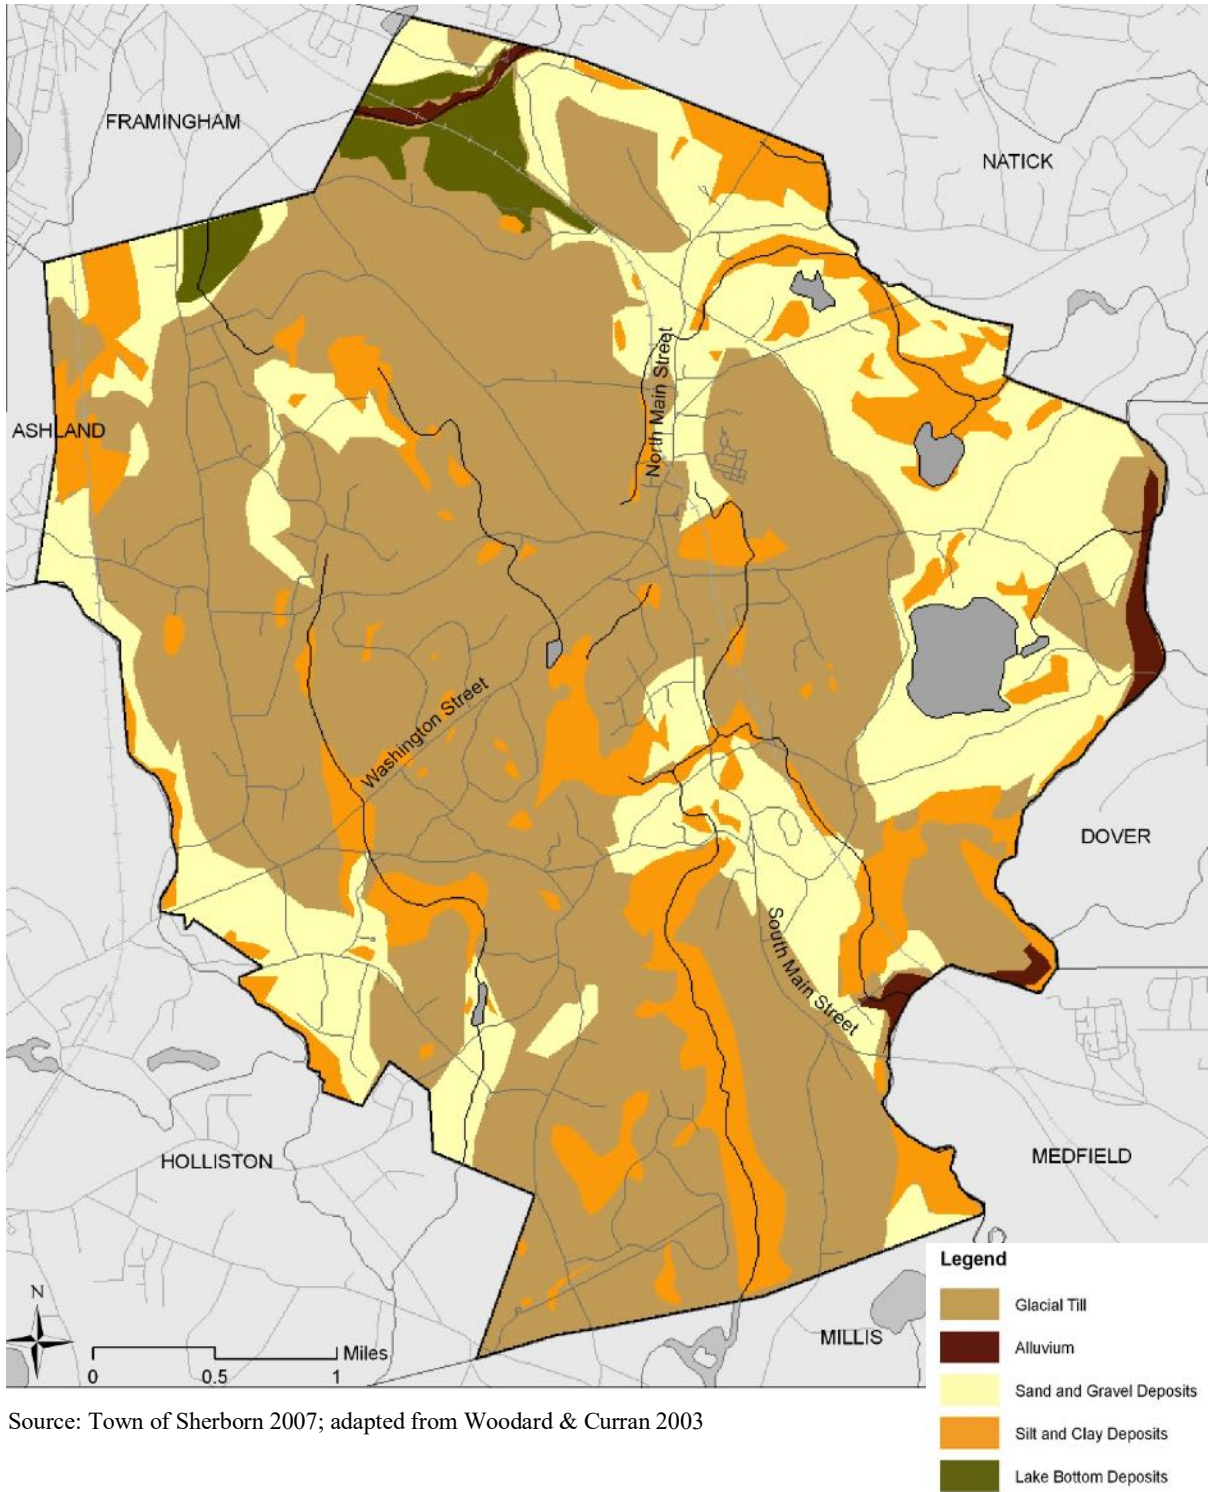 FRAMINGHAM
NATICK
North Main Street
ASHLAND
Washington Street
DOVER
South Main Street
HOLLISTON
MEDFIELD
Legend
Glacial Till
Alluvium
Sand and Gravel Deposits
Silt and Clay Deposits
Lake Bottom Deposits
N
MILLIS
Miles
0 0.5 1
Source: Town of Sherborn 2007; adapted from Woodard & Curran 2003